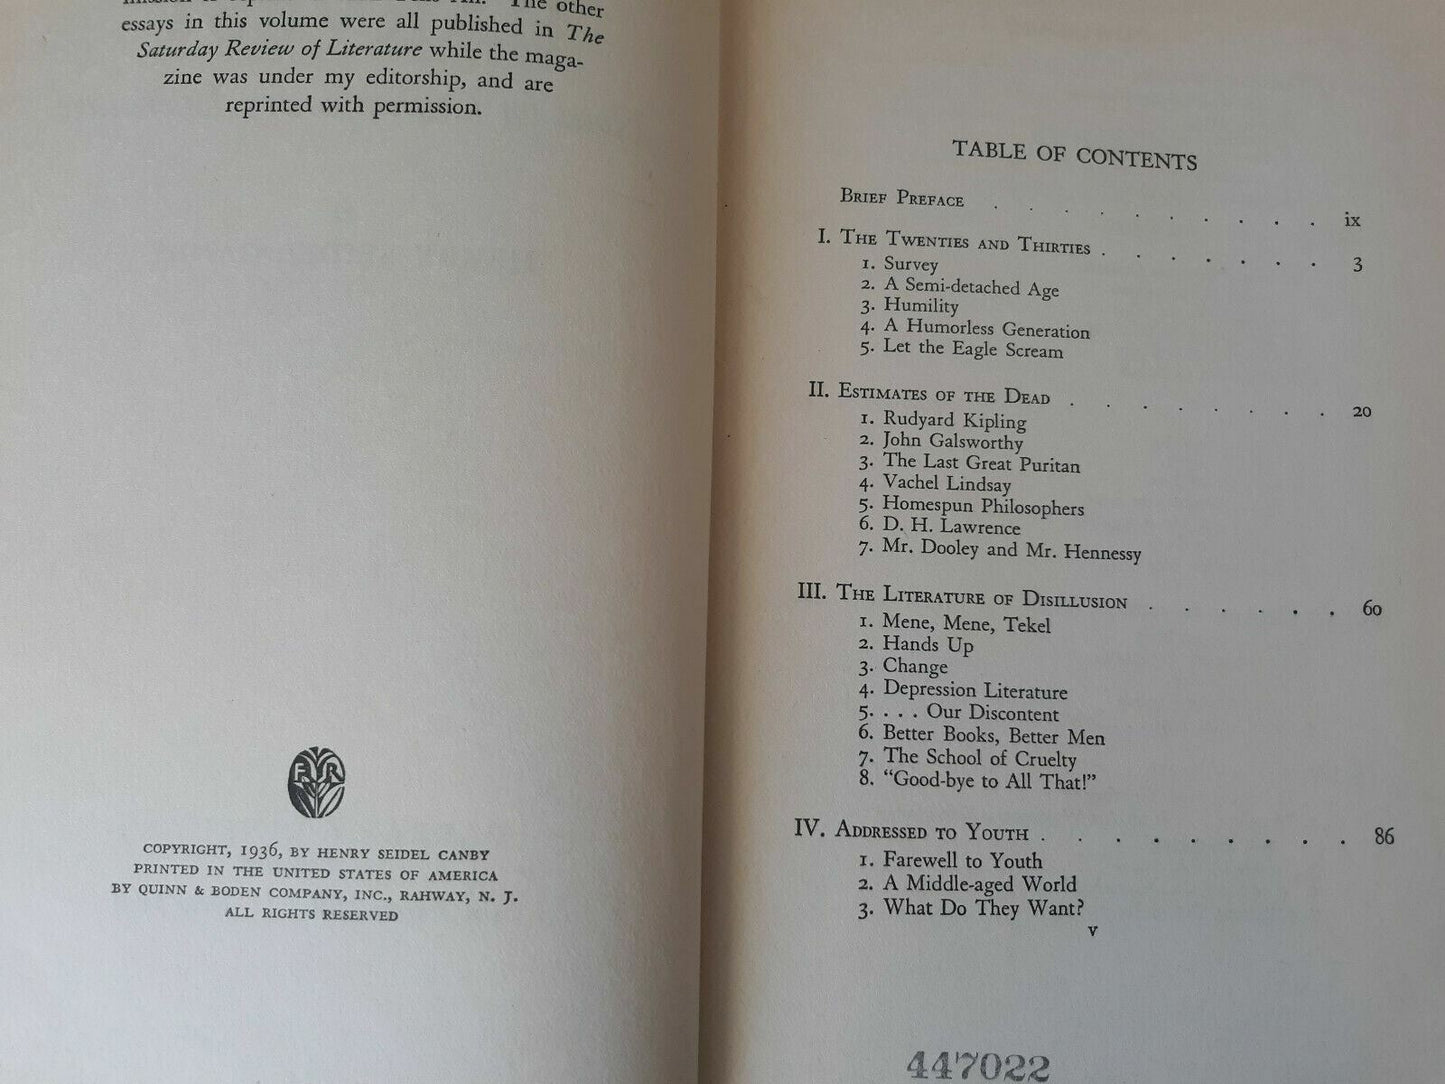 The other
essays in this volume were all published in The
Saturday Review of Literature while the maga-
zine was under my editorship, and are
reprinted with permission.
F R
COPYRIGHT, 1936, BY HENRY SEIDEL CANBY
PRINTED IN THE UNITED STATES OF AMERICA
BY QUINN & BODEN COMPANY, INC., RAHWAY, N. J.
ALL RIGHTS RESERVED
TABLE OF CONTENTS
BRIEF PREFACE . . . . . . . . . . ix
I. THE TWENTIES AND THIRTIES . . . . . . . 3
1. Survey
2. A Semi-detached Age
3. Humility
4. A Humorless Generation
5. Let the Eagle Scream
II. ESTIMATES OF THE DEAD . . . . . . . . 20
1. Rudyard Kipling
2. John Galsworthy
3. The Last Great Puritan
4. Vachel Lindsay
5. Homespun Philosophers
6. D. H. Lawrence
7. Mr. Dooley and Mr. Hennessy
III. THE LITERATURE OF DISILLUSION . . . . . . 60
1. Mene, Mene, Tekel
2. Hands Up
3. Change
4. Depression Literature
5. . . . Our Discontent
6. Better Books, Better Men
7. The School of Cruelty
8. "Good-bye to All That!"
IV. ADDRESSED TO YOUTH . . . . . . . . . 86
1. Farewell to Youth
2. A Middle-aged World
3. What Do They Want?
v
447022